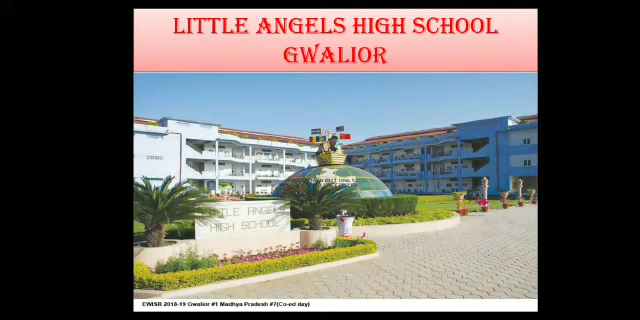 LITTLE ANGELS HIGH SCHOOL
GWALIOR
LITTLE ANGELS
HIGH SCHOOL
EWISR 2018-19 Gwalior #1 Madhya Pradesh #7(Co-ed day)